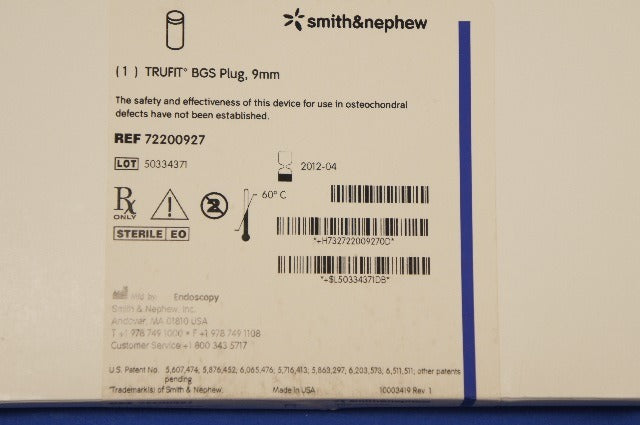 smith&nephew
(1) TRUFIT® BGS Plug, 9mm
The safety and effectiveness of this device for use in osteochondral
defects have not been established.
REF 72200927
LOT 50334371
2012-04
Rx
ONLY
2
60° C
STERILE EO
*+H732722009270D*
*+$L50334371DB*
Mfd by: Endoscopy
Smith & Nephew, Inc.
Andover, MA 01810 USA
T +1 978 749 1000 • F +1 978 749 1108
Customer Service:+1 800 343 5717
U.S. Patent No. 5,607,474; 5,876,452; 6,065,476; 5,716,413; 5,863,297; 6,203,573; 6,511,511; other patents
pending
°Trademark(s) of Smith & Nephew. Made in USA 10003419 Rev 1